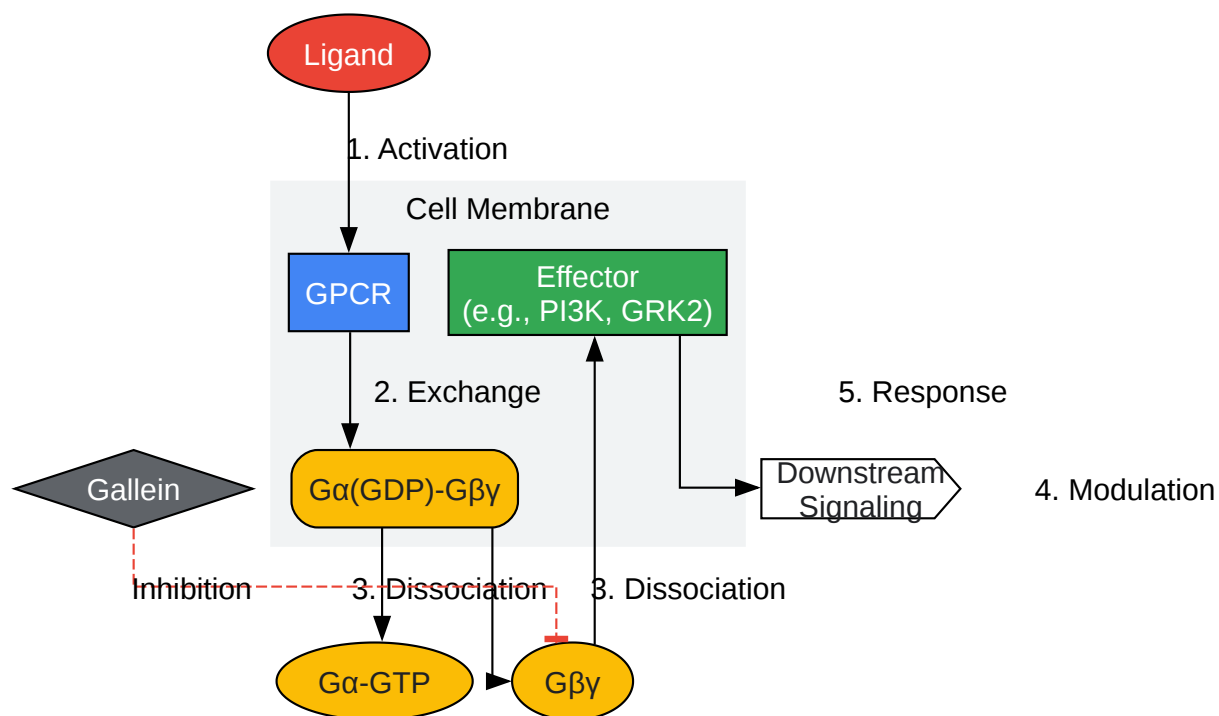 Ligand
1. Activation
Cell Membrane
GPCR
Effector
(e.g., PI3K, GRK2)
2. Exchange
5. Response
Gallein
Gα(GDP)-Gβγ
Downstream
Signaling
4. Modulation
Inhibition
3. Dissociation
3. Dissociation
Gα-GTP
Gβγ